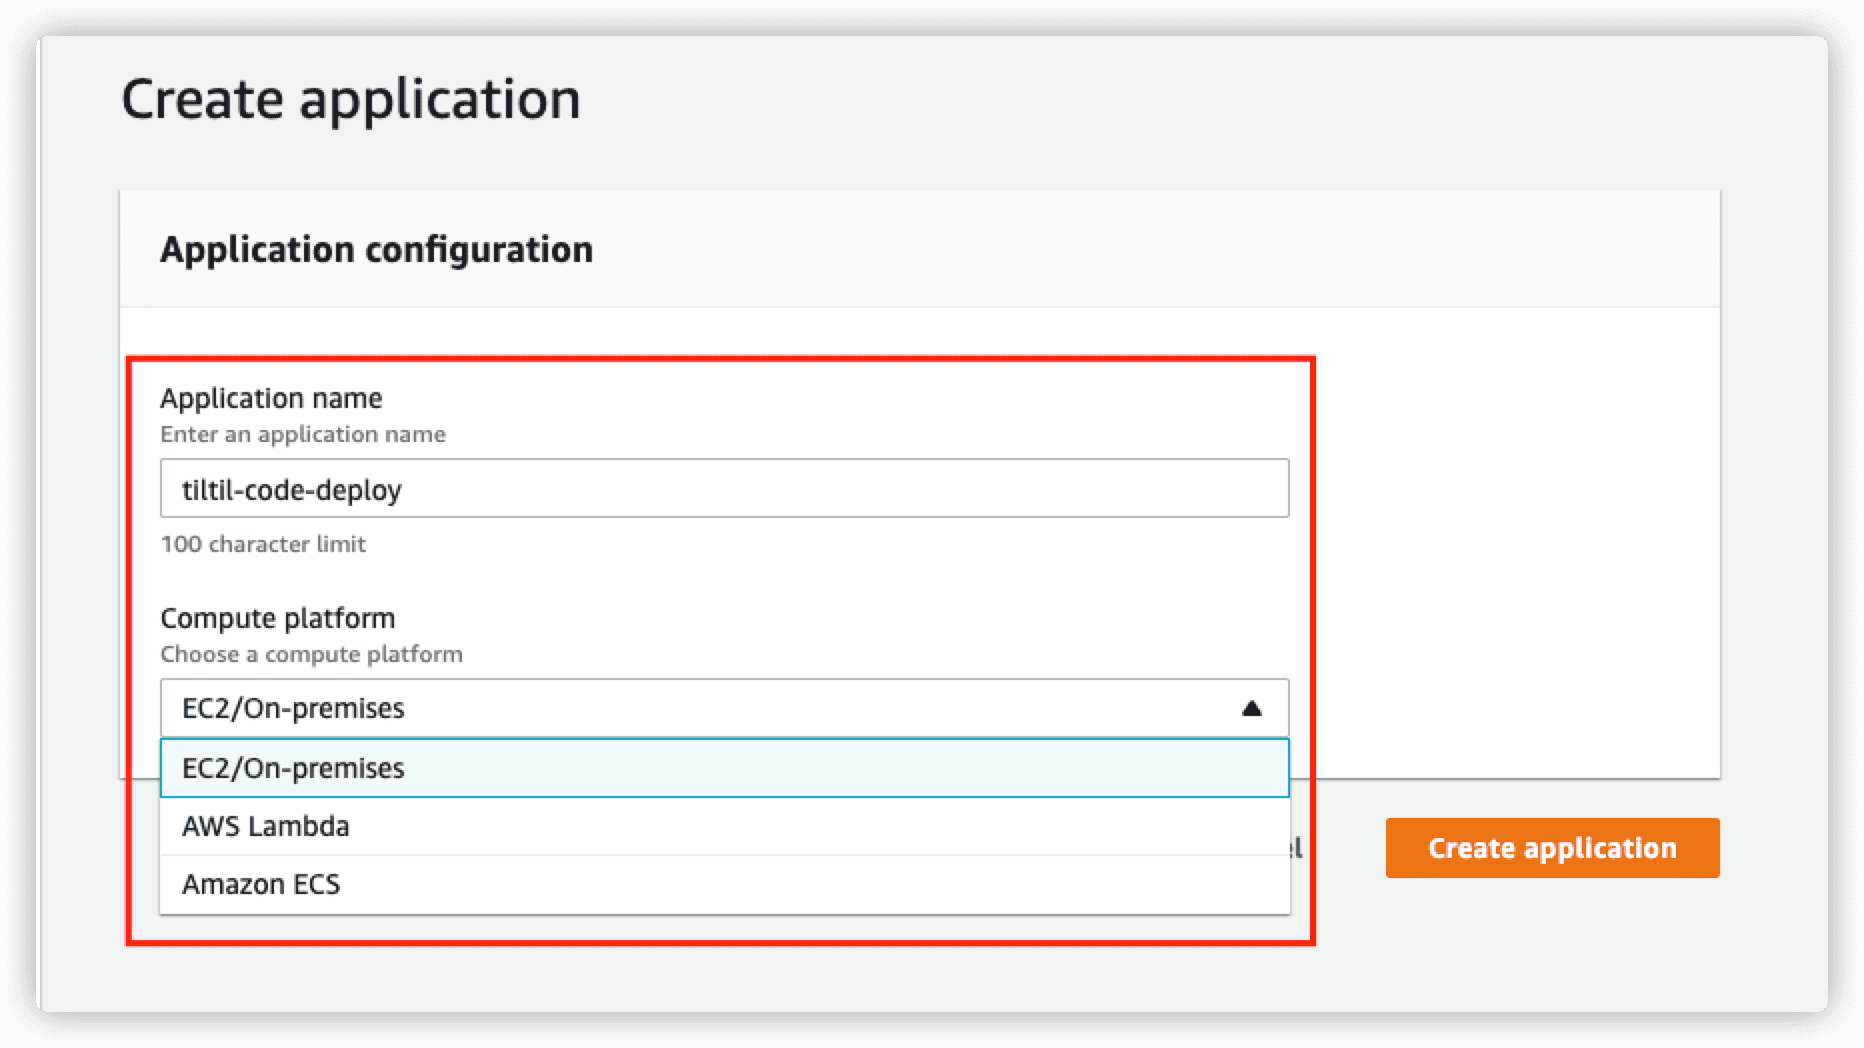 Create application
Application configuration
Application name
Enter an application name
tiltil-code-deploy
100 character limit
Compute platform
Choose a compute platform
EC2/On-premises
EC2/On-premises
AWS Lambda
Amazon ECS
Create application